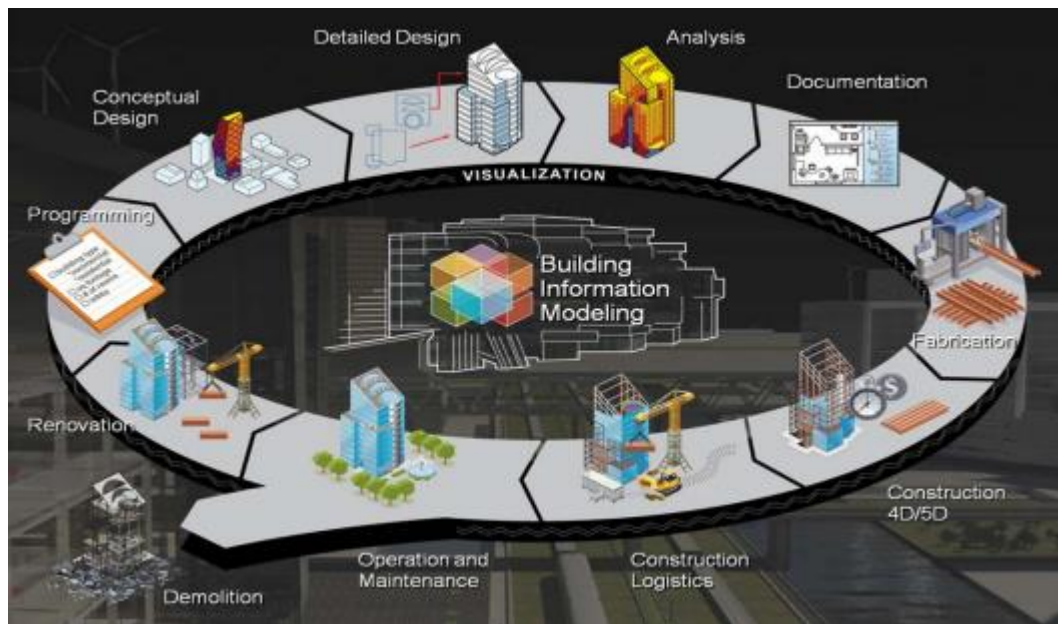 Detailed Design
Analysis
Conceptual
Design
Documentation
VISUALIZATION
Programming
Building
Information
Modeling
Fabrication
Renovation
Construction
4D/5D
Operation and
Maintenance
Construction
Logistics
Demolition
$